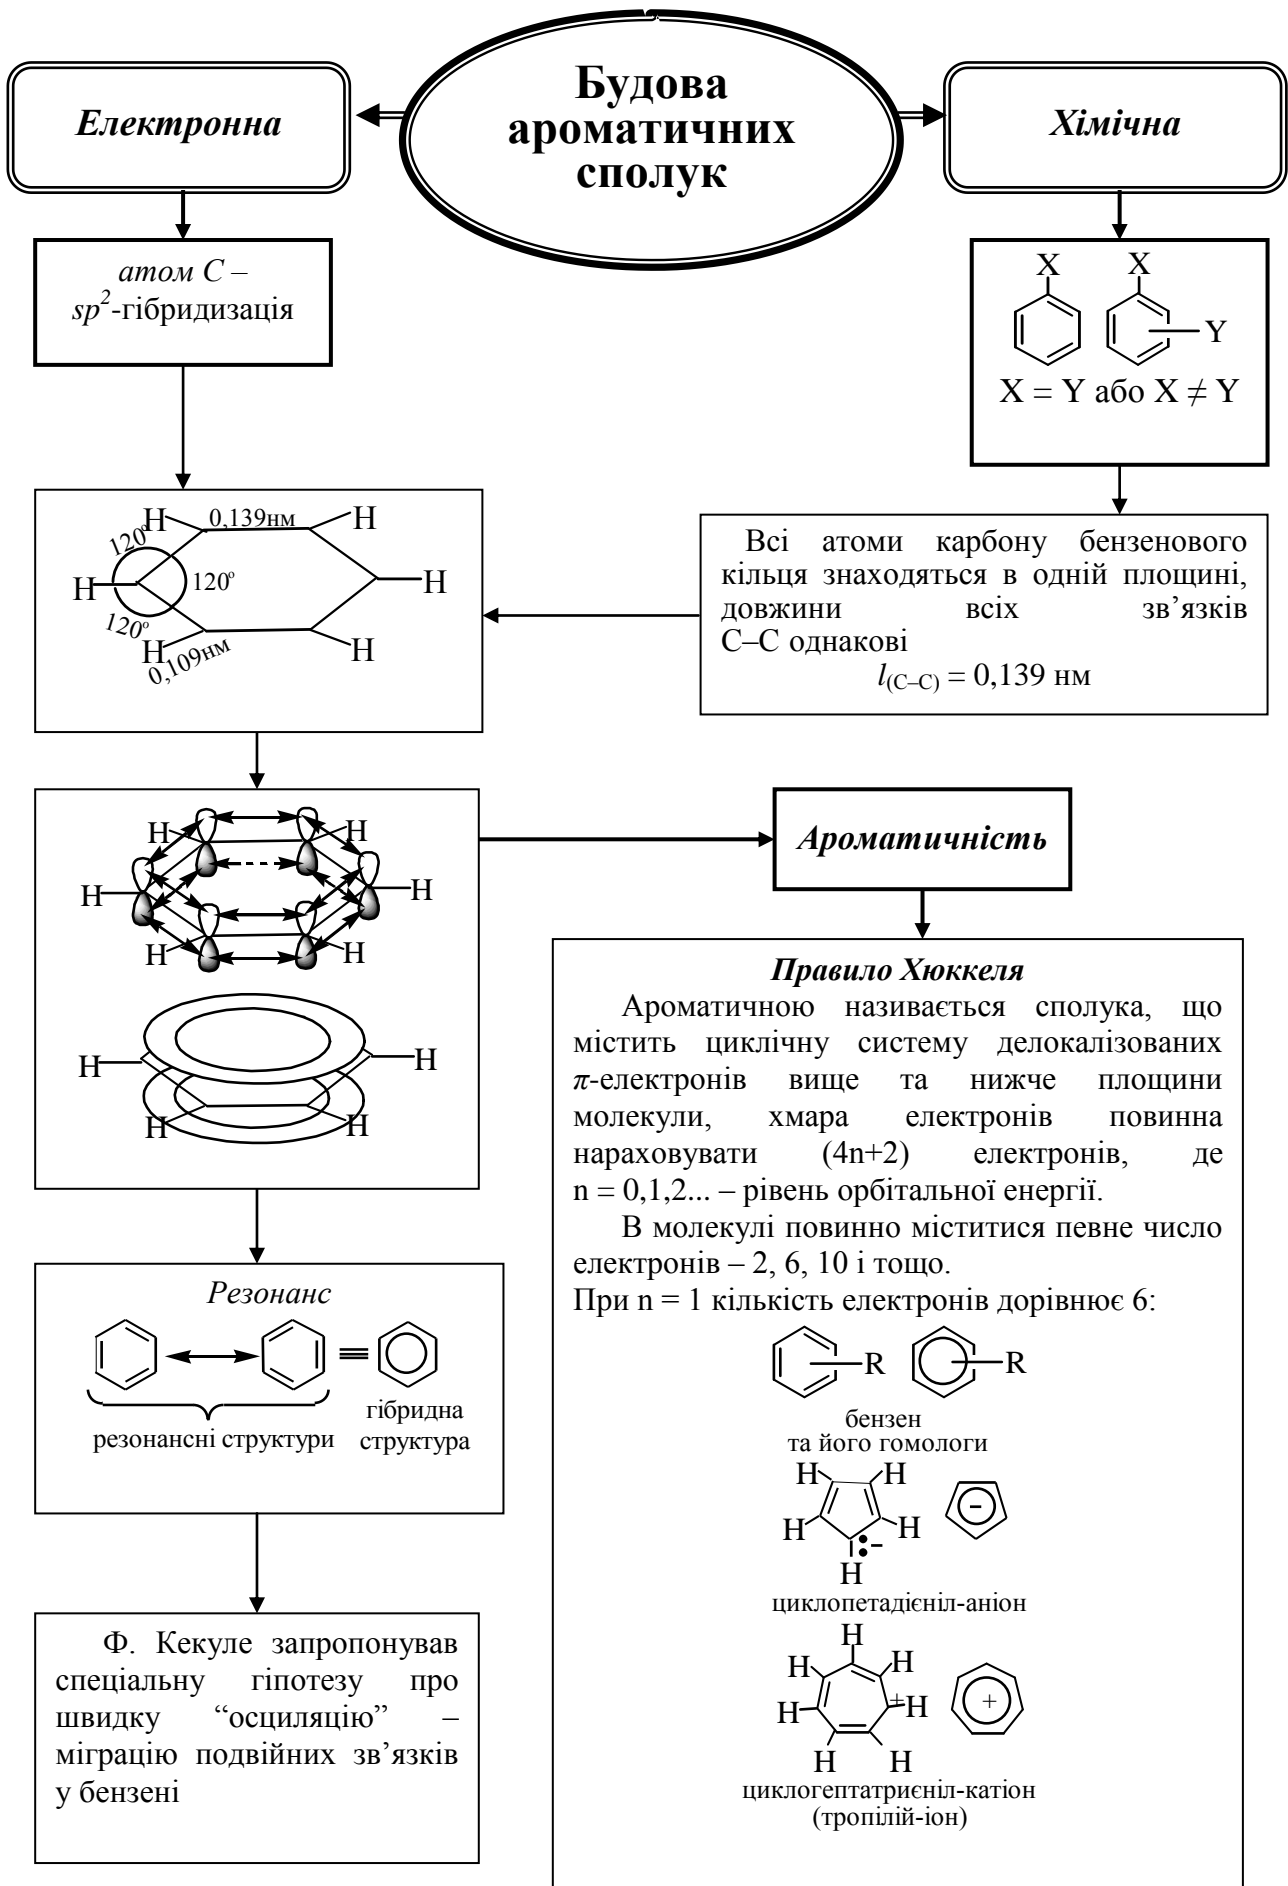 Будова
ароматичних
сполук
Електронна
Хімічна
атом С –
sp²-гібридизація
X
X
Y
X = Y або X ≠ Y
H
0,139нм
H
120º
H
120º
H
120º
H
0,109нм
H
Всі атоми карбону бензенового
кільця знаходяться в одній площині,
довжини всіх зв’язків
С–С однакові
l(C–C) = 0,139 нм
H
H
H
H
H
H
H
H
H
H
Ароматичність
Правило Хюккеля
Ароматичною називається сполука, що
містить циклічну систему делокалізованих
π-електронів вище та нижче площини
молекули, хмара електронів повинна
нараховувати (4n+2) електронів, де
n = 0,1,2... – рівень орбітальної енергії.
В молекулі повинно міститися певне число
електронів – 2, 6, 10 і тощо.
При n = 1 кількість електронів дорівнює 6:
R
R
бензен
та його гомологи
H
H
H
H
–
–
H
циклопетадієніл-аніон
H
H
H
H
+
H
+
H
H
циклогептатриєніл-катіон
(тропілій-іон)
Резонанс
резонансні структури
гібридна
структура
Ф. Кекуле запропонував
спеціальну гіпотезу про
швидку “осциляцію” –
міграцію подвійних зв’язків
у бензені